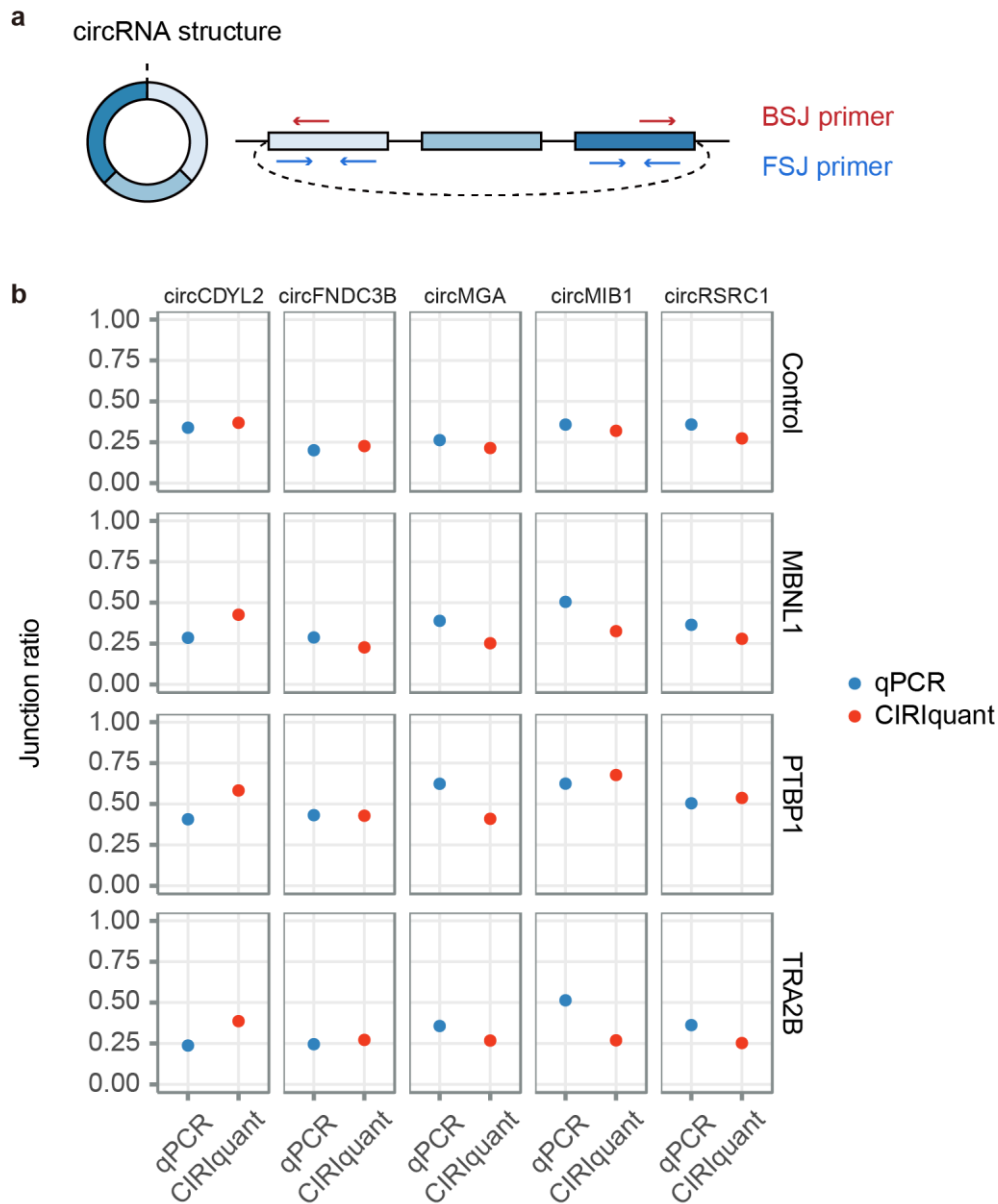 a
circRNA structure
BSJ primer
FSJ primer
b
circCDYL2 circFNDC3B circMGA circMIB1 circRSRC1
1.00
0.75
0.50
0.25
0.00
Control
1.00
0.75
0.50
0.25
0.00
MBNL1
1.00
0.75
0.50
0.25
0.00
PTBP1
1.00
0.75
0.50
0.25
0.00
TRA2B
Junction ratio
qPCR
CIRIquant
qPCR CIRIquant qPCR CIRIquant qPCR CIRIquant qPCR CIRIquant qPCR CIRIquant